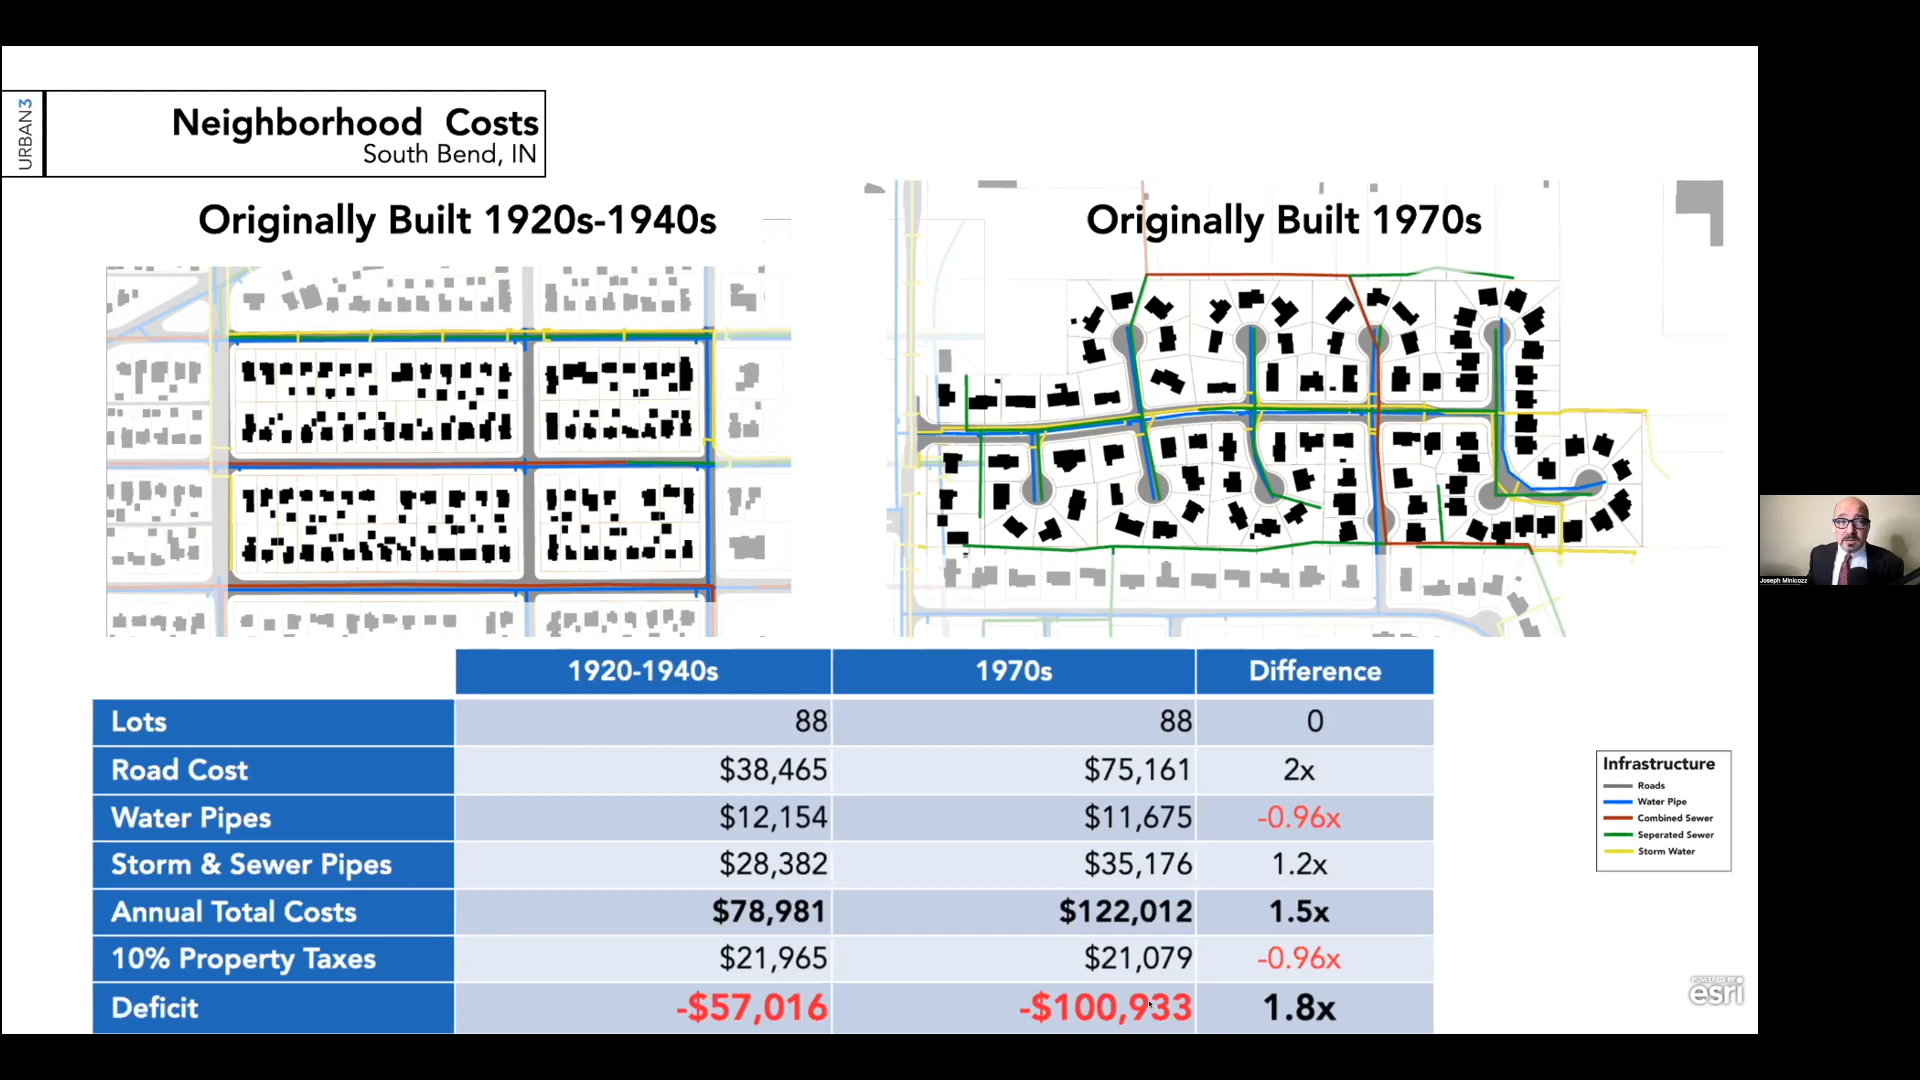 URBAN3
Neighborhood Costs
South Bend, IN
Originally Built 1920s-1940s
Originally Built 1970s
1920-1940s 1970s Difference
Lots 88 88 0
Road Cost $38,465 $75,161 2x
Water Pipes $12,154 $11,675 -0.96x
Storm & Sewer Pipes $28,382 $35,176 1.2x
Annual Total Costs $78,981 $122,012 1.5x
10% Property Taxes $21,965 $21,079 -0.96x
Deficit -$57,016 -$100,933 1.8x
Infrastructure
Roads
Water Pipe
Combined Sewer
Seperated Sewer
Storm Water
POWERED BY
esri
Joseph Minicozz